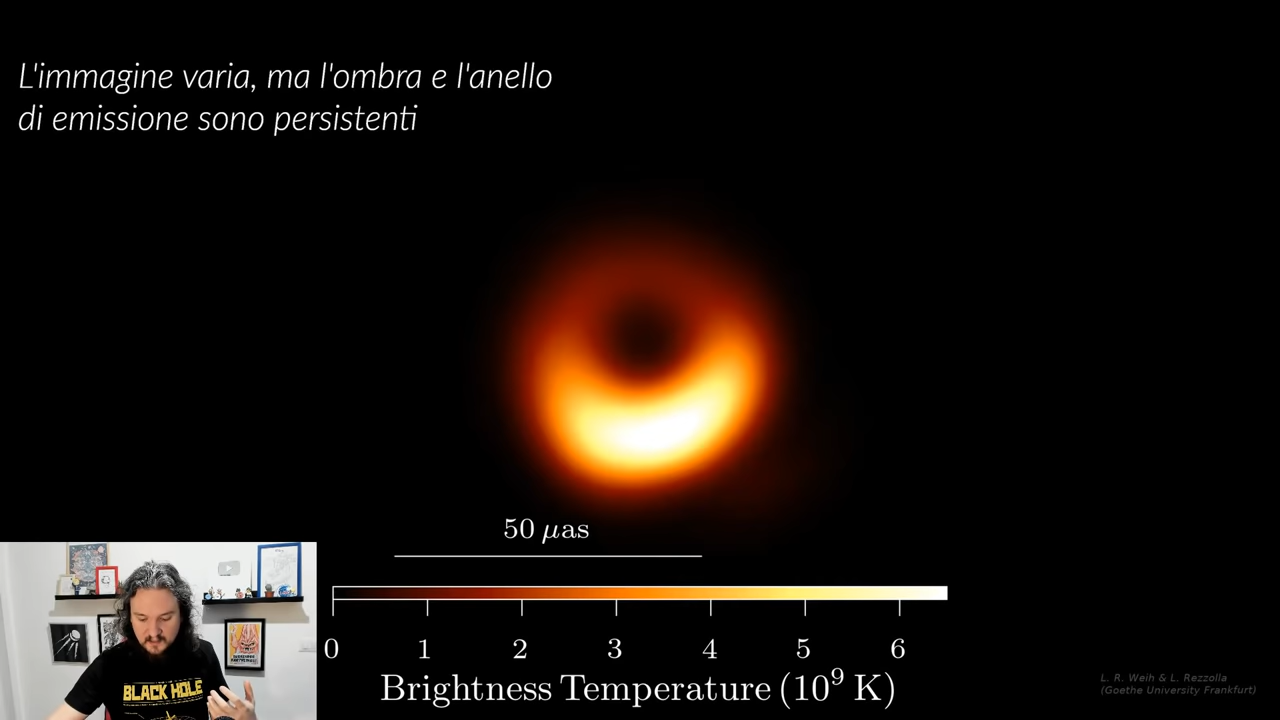 L'immagine varia, ma l'ombra e l'anello
di emissione sono persistenti
50 μas
0 1 2 3 4 5 6
Brightness Temperature (10⁹ K)
BLACK HOLE
L. R. Weih & L. Rezzolla
(Goethe University Frankfurt)